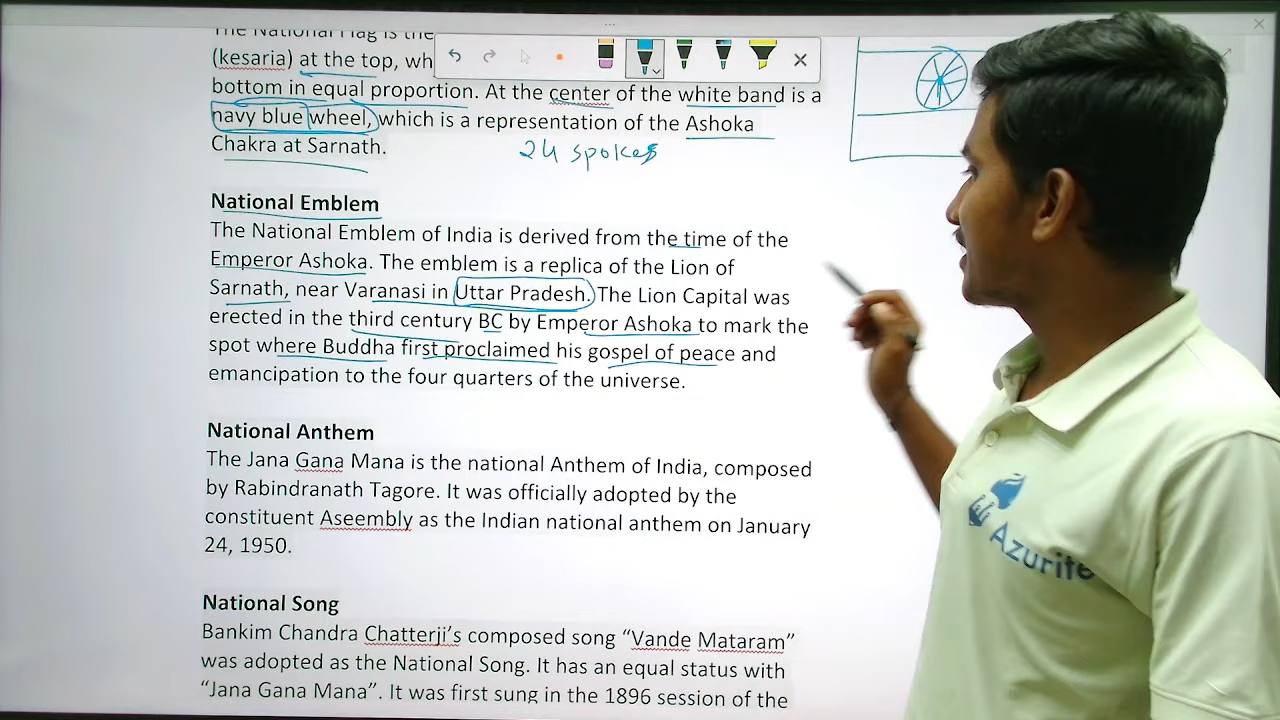 The National Flag is the
(kesaria) at the top, wh
bottom in equal proportion. At the center of the white band is a
navy blue wheel, which is a representation of the Ashoka
Chakra at Sarnath.
24 spokes
National Emblem
The National Emblem of India is derived from the time of the
Emperor Ashoka. The emblem is a replica of the Lion of
Sarnath, near Varanasi in Uttar Pradesh. The Lion Capital was
erected in the third century BC by Emperor Ashoka to mark the
spot where Buddha first proclaimed his gospel of peace and
emancipation to the four quarters of the universe.
National Anthem
The Jana Gana Mana is the national Anthem of India, composed
by Rabindranath Tagore. It was officially adopted by the
constituent Aseembly as the Indian national anthem on January
24, 1950.
National Song
Bankim Chandra Chatterji's composed song “Vande Mataram”
was adopted as the National Song. It has an equal status with
“Jana Gana Mana”. It was first sung in the 1896 session of the
Azurite